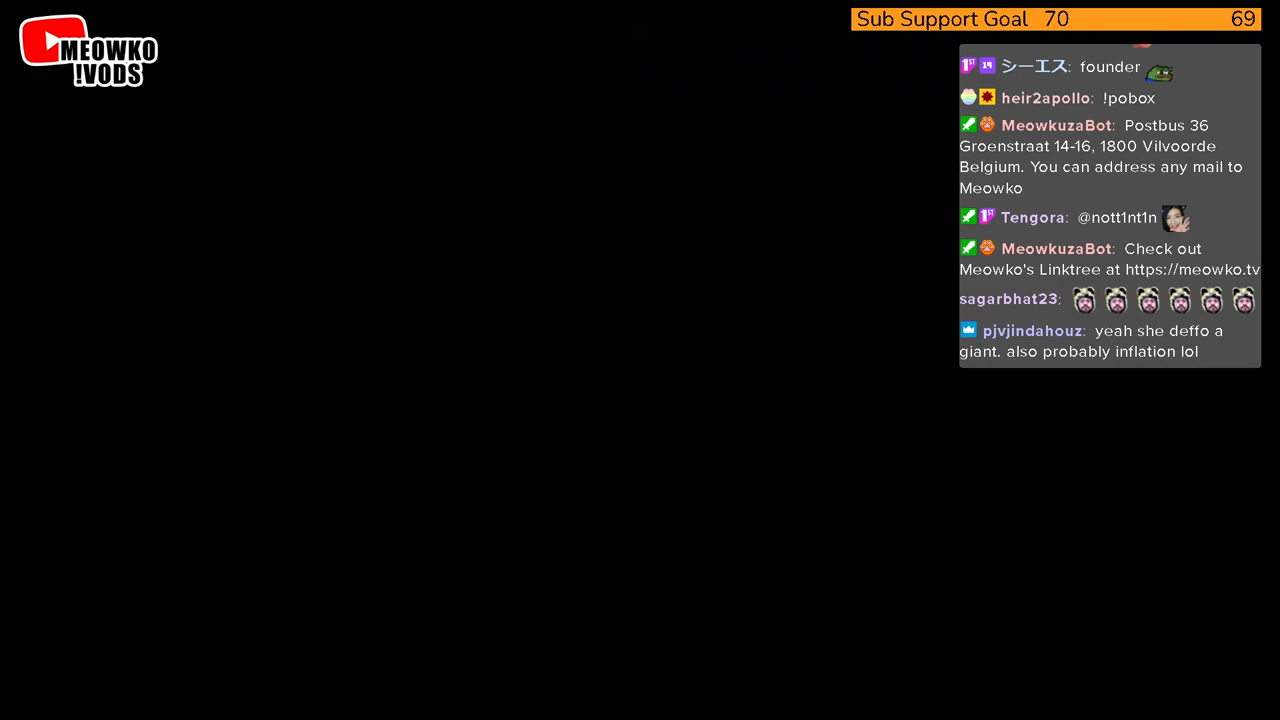 MEOWKO
!VODS
Sub Support Goal 70 69
シーエス: founder
heir2apollo: !pobox
MeowkuzaBot: Postbus 36
Groenstraat 14-16, 1800 Vilvoorde
Belgium. You can address any mail to
Meowko
Tengora: @nott1nt1n
MeowkuzaBot: Check out
Meowko's Linktree at https://meowko.tv
sagarbhat23:
pjvjindahouz: yeah she deffo a
giant. also probably inflation lol